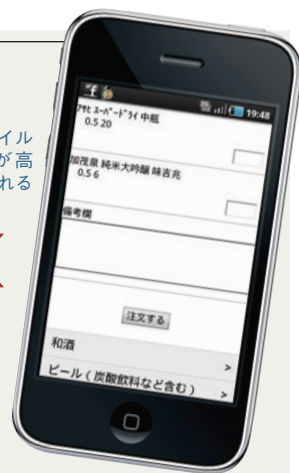 イル
が高
れる
19:48
アサヒ スーパードライ 中瓶
0.5 20
加茂泉 純米大吟醸 味吉兆
0.5 6
備考欄
注文する
和酒
>
ビール ( 炭酸飲料など含む )
>